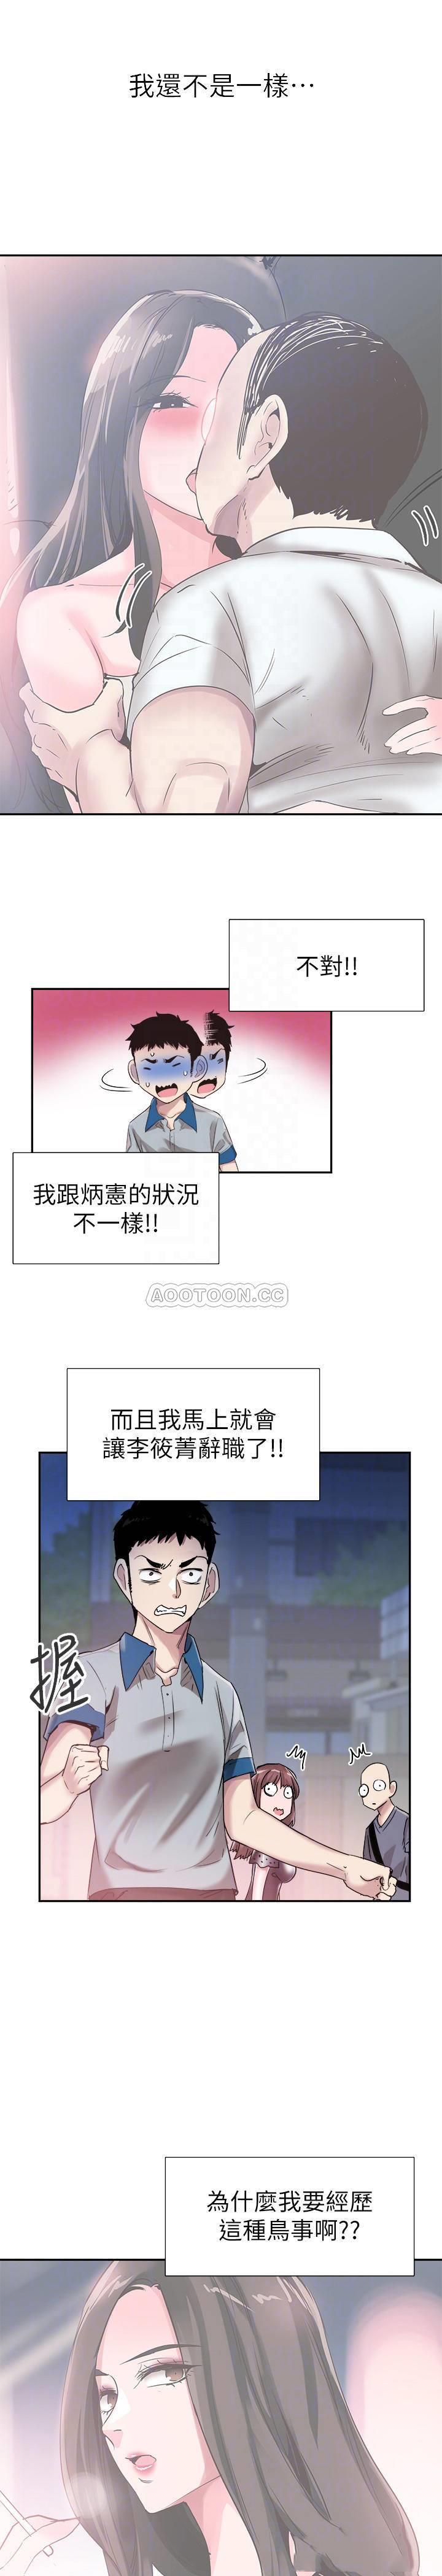 我還不是一樣⋯
不對!!
我跟炳憲的狀況
不一樣!!
AOOTOON.CC
而且我馬上就會
讓李筱菁辭職了!!
握
為什麼我要經歷
這種鳥事啊??